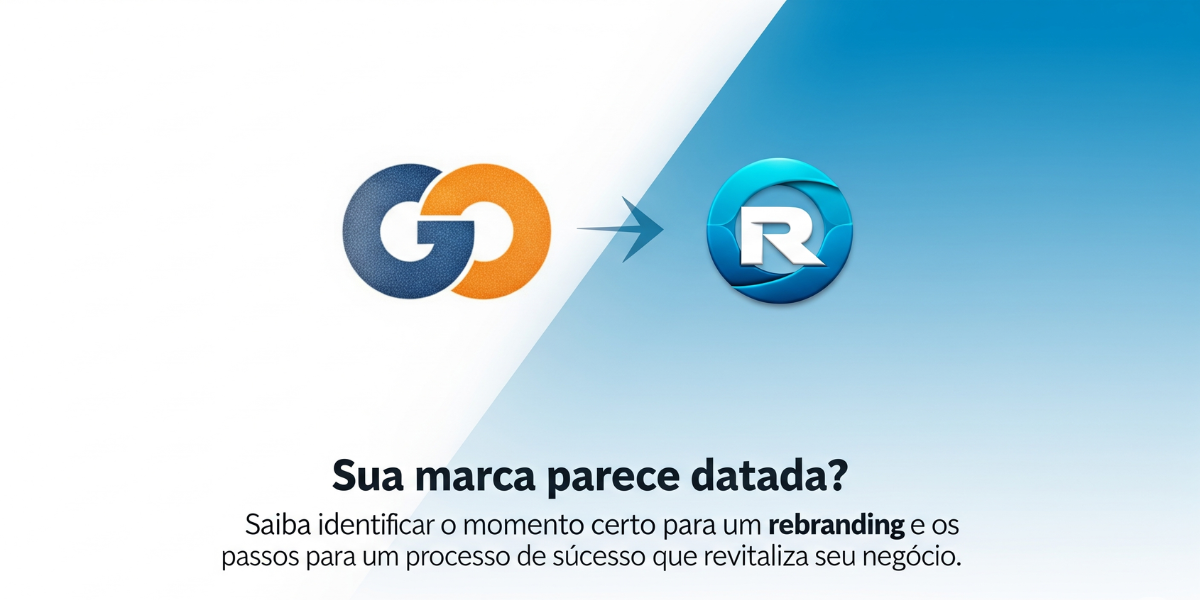 GO
R
Sua marca parece datada?
Saiba identificar o momento certo para um rebranding e os
passos para um processo de súcesso que revitaliza seu negócio.